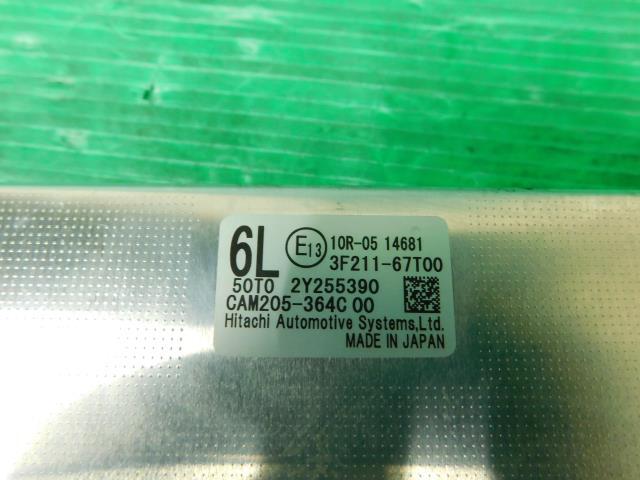 6L E13 10R-05 14681
3F211-67T00
50T0 2Y255390
CAM205-364C 00
Hitachi Automotive Systems,Ltd.
MADE IN JAPAN